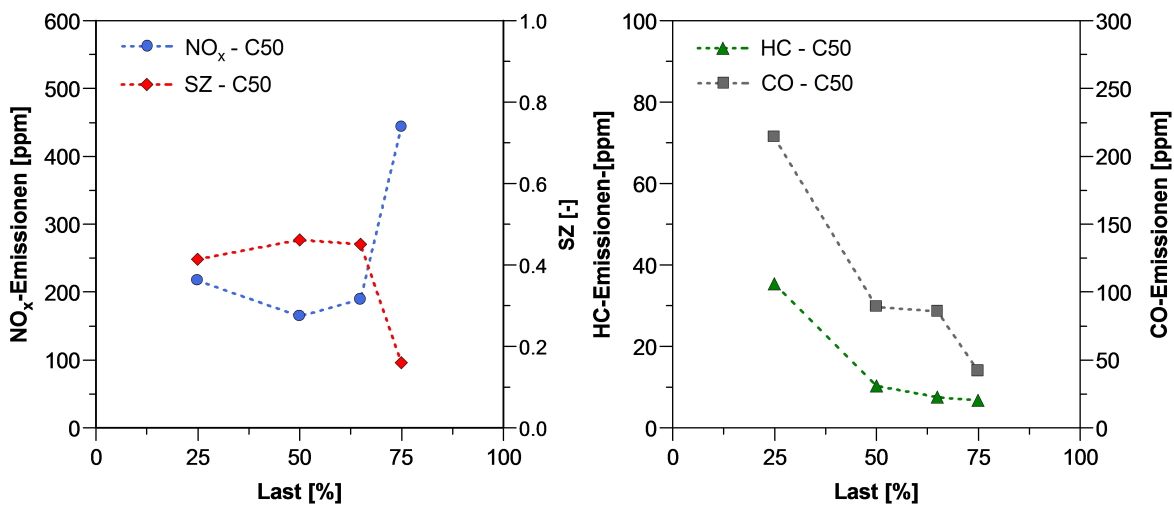 NOx-Emissionen [ppm]
600
500
400
300
200
100
0
NOx - C50
SZ - C50
1.0
0.8
0.6
0.4
0.2
0.0
SZ [-]
0 25 50 75 100
Last [%]
HC-Emissionen-[ppm]
100
80
60
40
20
0
HC - C50
CO - C50
300
250
200
150
100
50
0
CO-Emissionen [ppm]
0 25 50 75 100
Last [%]